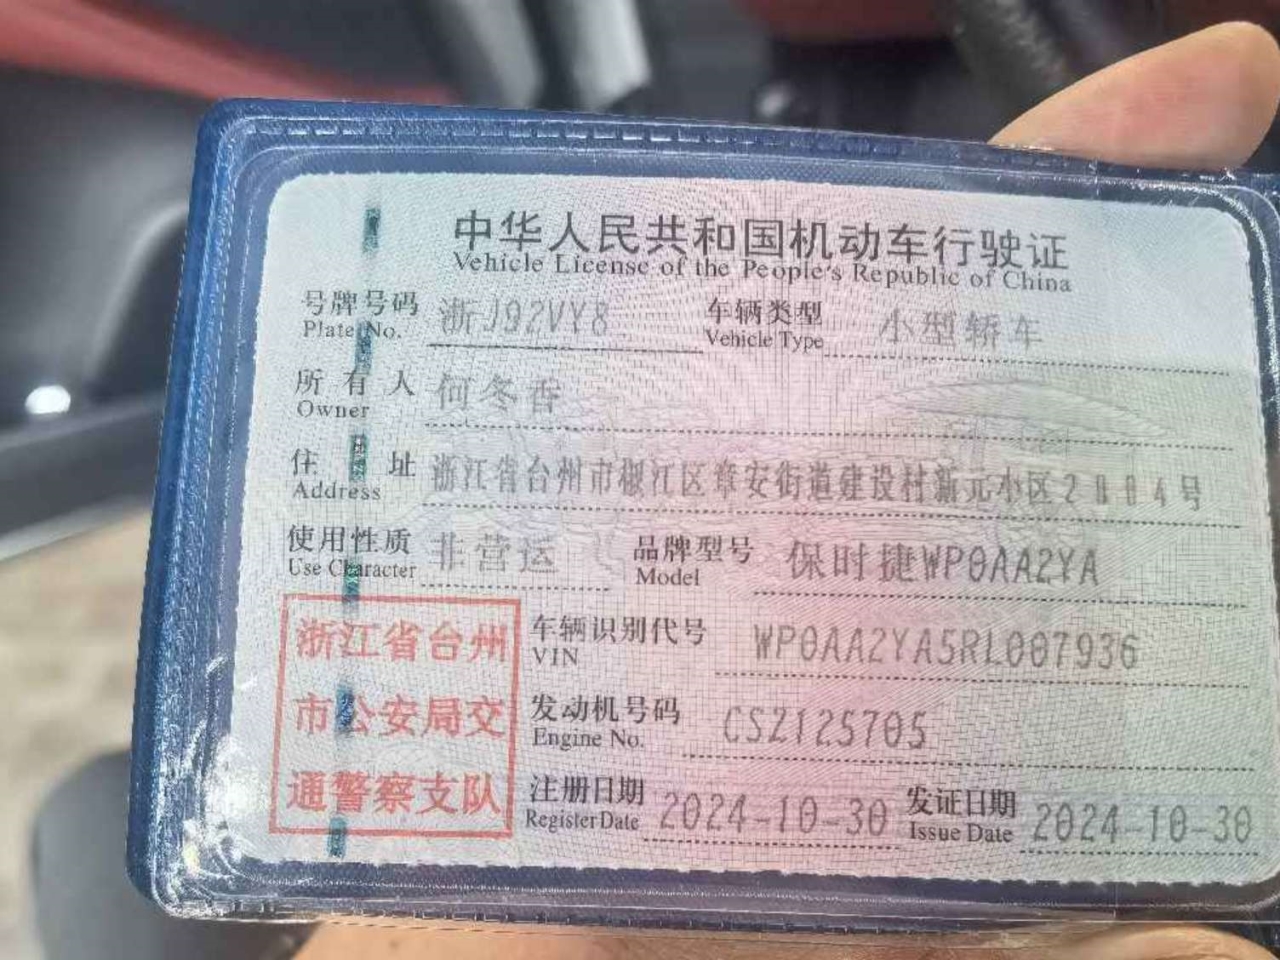 中华人民共和国机动车行驶证
Vehicle License of the People's Republic of China
号牌号码 浙J92VY8 车辆类型 小型轿车
Plate No. Vehicle Type
所有人 何冬香
Owner
住址 浙江省台州市椒江区章安街道建设村新元小区2804号
Address
使用性质 非营运 品牌型号 保时捷WP0AA2YA
Use Character Model
浙江省台州
市公安局交
通警察支队
车辆识别代号 WP0AA2YA5RL007936
VIN
发动机号码 CS2125705
Engine No.
注册日期 2024-10-30 发证日期 2024-10-30
Register Date Issue Date